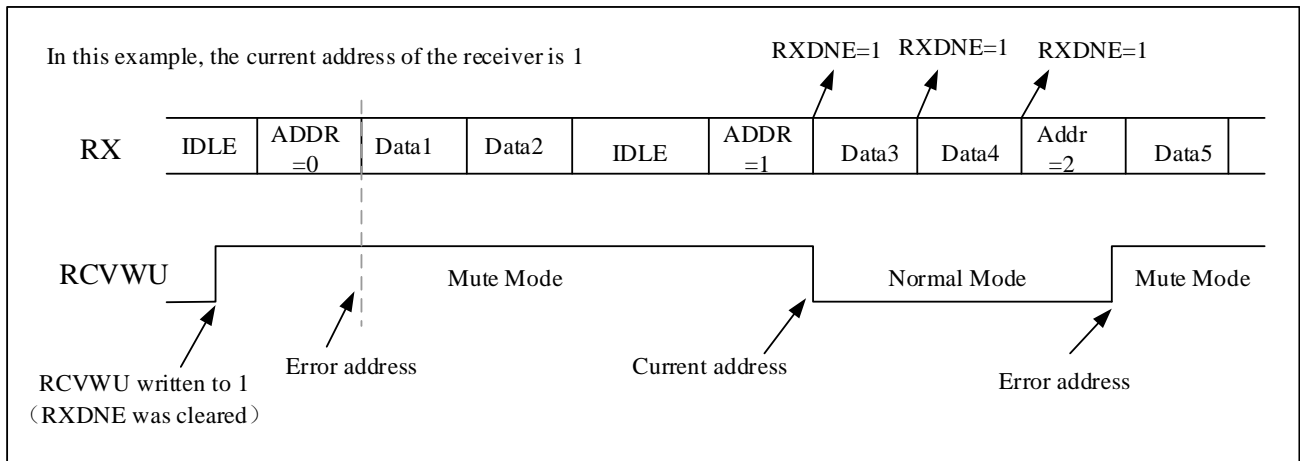 In this example, the current address of the receiver is 1
RXDNE=1 RXDNE=1 RXDNE=1
RX IDLE ADDR =0 Data1 Data2 IDLE ADDR =1 Data3 Data4 Addr =2 Data5
RCVWU Mute Mode Normal Mode Mute Mode
Error address Current address Error address
RCVWU written to 1
（RXDNE was cleared）